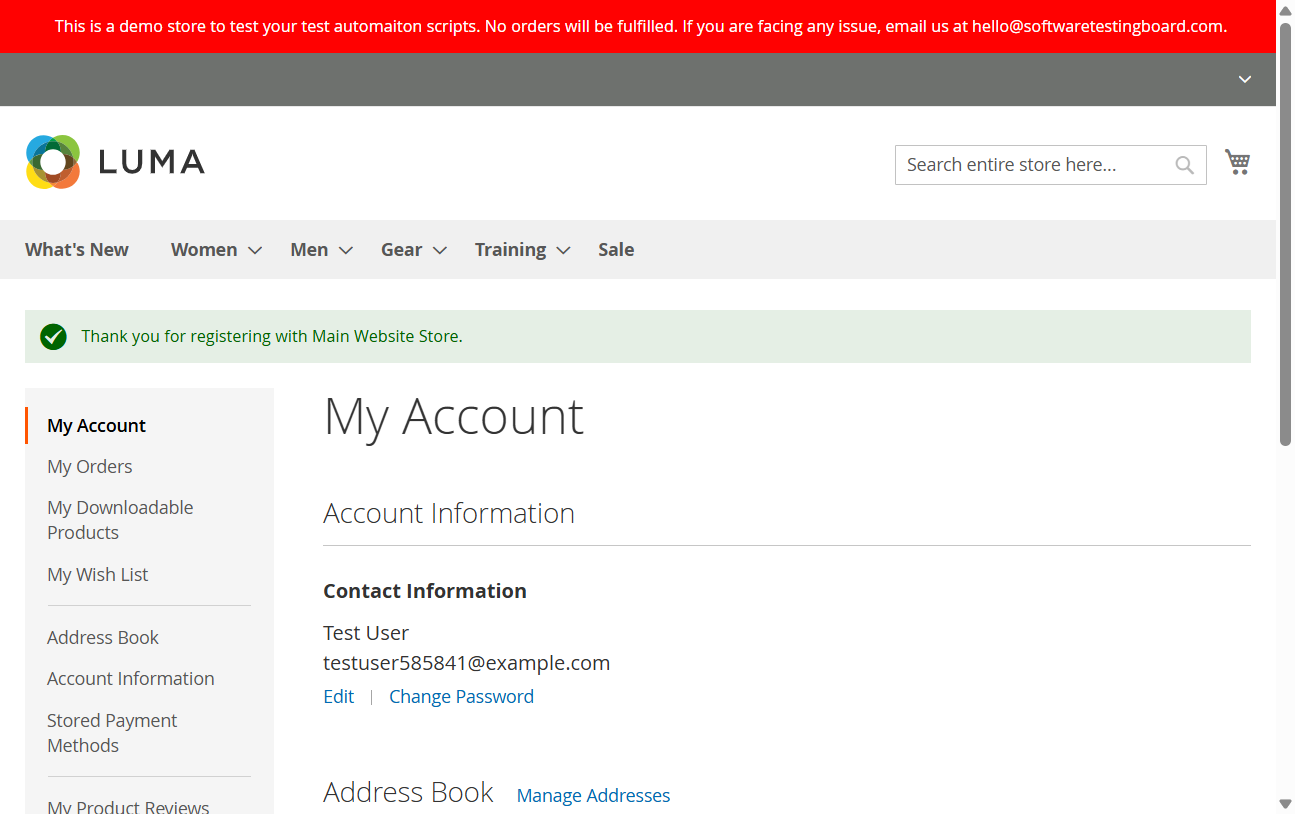 This is a demo store to test your test automaiton scripts. No orders will be fulfilled. If you are facing any issue, email us at hello@softwaretestingboard.com.
LUMA
Search entire store here...
What's New Women Men Gear Training Sale
Thank you for registering with Main Website Store.
My Account
My Orders
My Downloadable
Products
My Wish List
Address Book
Account Information
Stored Payment
Methods
My Product Reviews
My Account
Account Information
Contact Information
Test User
testuser585841@example.com
Edit | Change Password
Address Book Manage Addresses